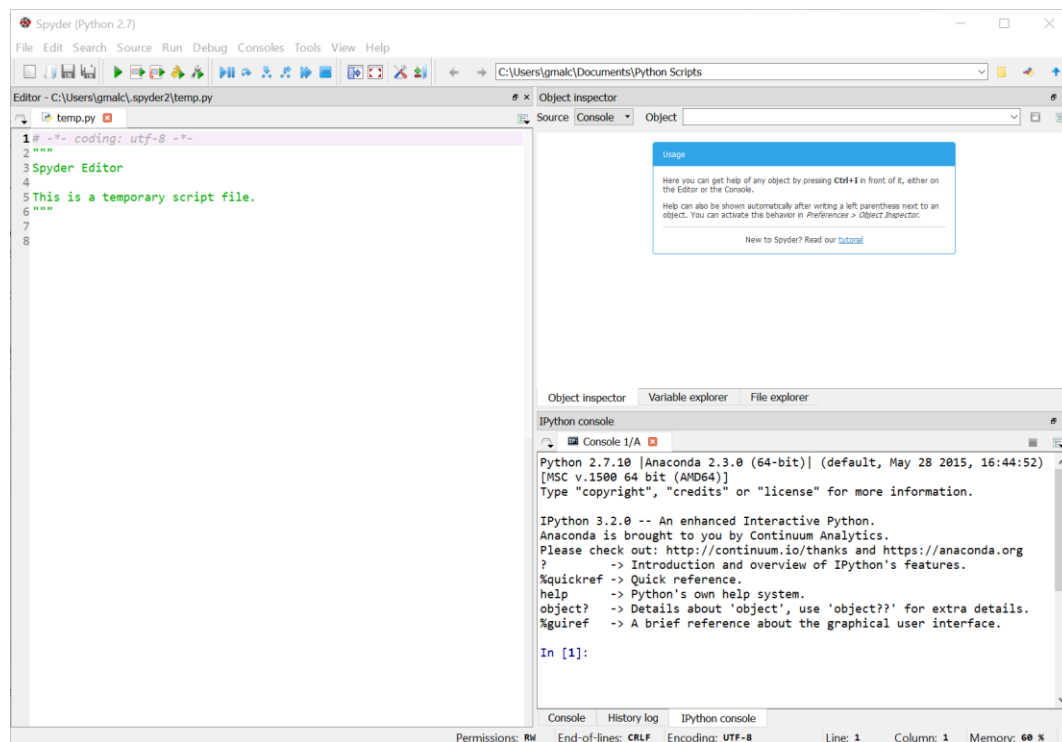 Spyder (Python 2.7)
File Edit Search Source Run Debug Consoles Tools View Help
C:\Users\gmalc\Documents\Python Scripts
Editor - C:\Users\gmalc\.spyder2\temp.py
temp.py
1 # -*- coding: utf-8 -*-
2 """
3 Spyder Editor
4
5 This is a temporary script file.
6 """
7
8
Object inspector
Source Console Object
Usage
Here you can get help of any object by pressing Ctrl+I in front of it, either on
the Editor or the Console.
Help can also be shown automatically after writing a left parenthesis next to an
object. You can activate this behavior in Preferences > Object Inspector.
New to Spyder? Read our tutorial
Object inspector Variable explorer File explorer
IPython console
Console 1/A
Python 2.7.10 |Anaconda 2.3.0 (64-bit)| (default, May 28 2015, 16:44:52)
[MSC v.1500 64 bit (AMD64)]
Type "copyright", "credits" or "license" for more information.
IPython 3.2.0 -- An enhanced Interactive Python.
Anaconda is brought to you by Continuum Analytics.
Please check out: http://continuum.io/thanks and https://anaconda.org
? -> Introduction and overview of IPython's features.
%quickref -> Quick reference.
help -> Python's own help system.
object? -> Details about 'object', use 'object??' for extra details.
%guiref -> A brief reference about the graphical user interface.
In [1]:
Console History log IPython console
Permissions: RW End-of-lines: CRLF Encoding: UTF-8 Line: 1 Column: 1 Memory: 60 %